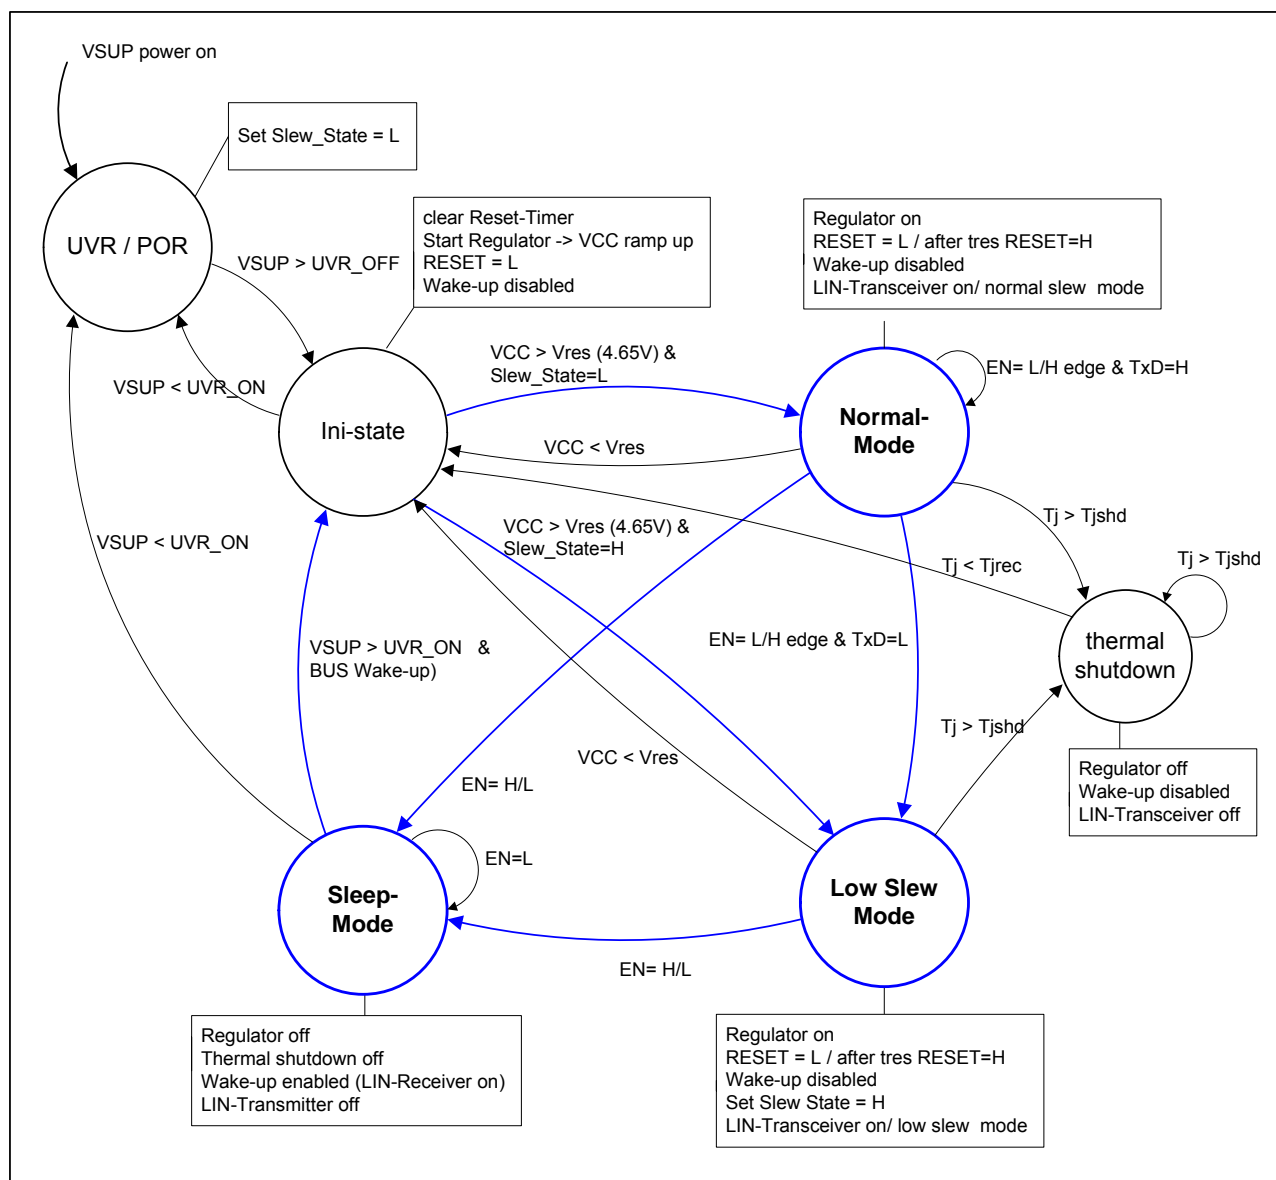 VSUP power on
Set Slew_State = L
UVR / POR
VSUP > UVR_OFF
clear Reset-Timer
Start Regulator -> VCC ramp up
RESET = L
Wake-up disabled
Regulator on
RESET = L / after tres RESET=H
Wake-up disabled
LIN-Transceiver on/ normal slew  mode
VSUP < UVR_ON
Ini-state
VCC > Vres (4.65V) &
Slew_State=L
EN= L/H edge & TxD=H
Normal-
Mode
VCC < Vres
VCC > Vres (4.65V) &
Slew_State=H
Tj > Tjshd
Tj < Tjrec
Tj > Tjshd
VSUP < UVR_ON
VSUP > UVR_ON   &
BUS Wake-up)
EN= L/H edge & TxD=L
thermal
shutdown
Tj > Tjshd
VCC < Vres
EN= H/L
Regulator off
Wake-up disabled
LIN-Transceiver off
EN=L
Sleep-
Mode
Low Slew
Mode
EN= H/L
Regulator off
Thermal shutdown off
Wake-up enabled (LIN-Receiver on)
LIN-Transmitter off
Regulator on
RESET = L / after tres RESET=H
Wake-up disabled
Set Slew State = H
LIN-Transceiver on/ low slew  mode